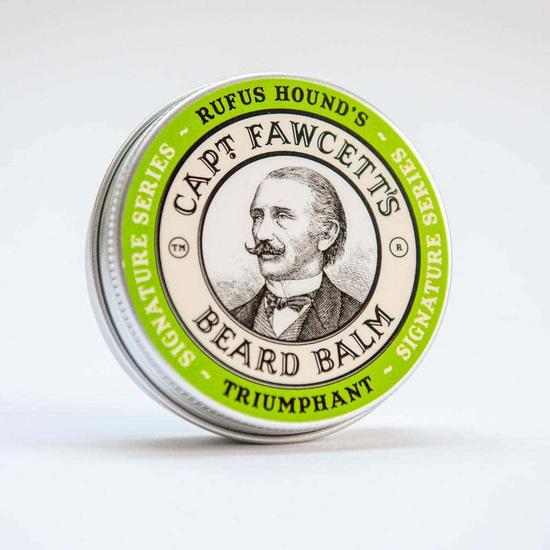 RUFUS HOUND'S
~ SIGNATURE SERIES ~
~ SIGNATURE SERIES ~
CAPT. FAWCETT'S
TM
R
BEARD BALM
TRIUMPHANT